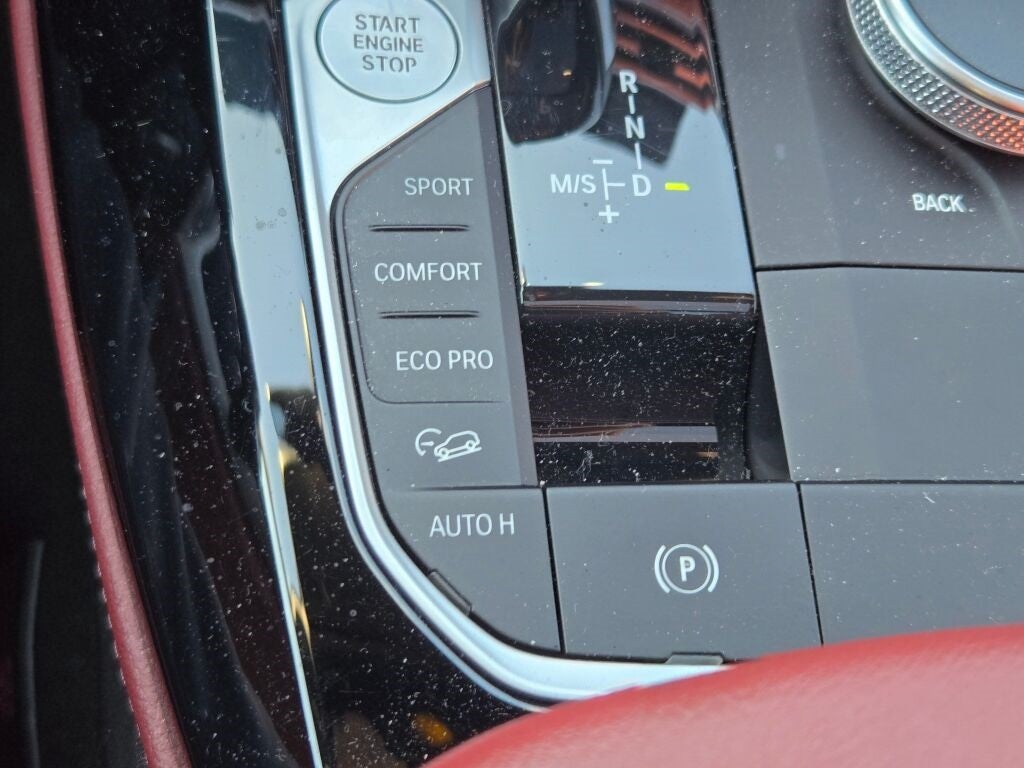 START
ENGINE
STOP
R
N
M/S D
−
+
SPORT
COMFORT
ECO PRO
AUTO H
P
BACK